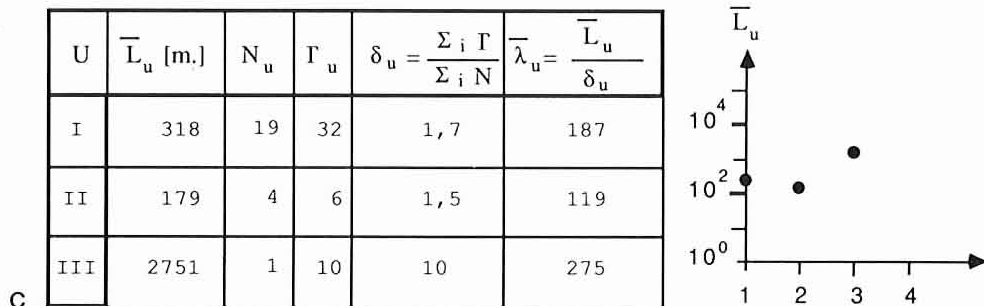 U L̅u [m.] Nu Γu δu = Σi Γ / Σi N λ̅u = L̅u / δu
I 318 19 32 1,7 187
II 179 4 6 1,5 119
III 2751 1 10 10 275
C
L̅u
10⁴
10²
10⁰
1 2 3 4